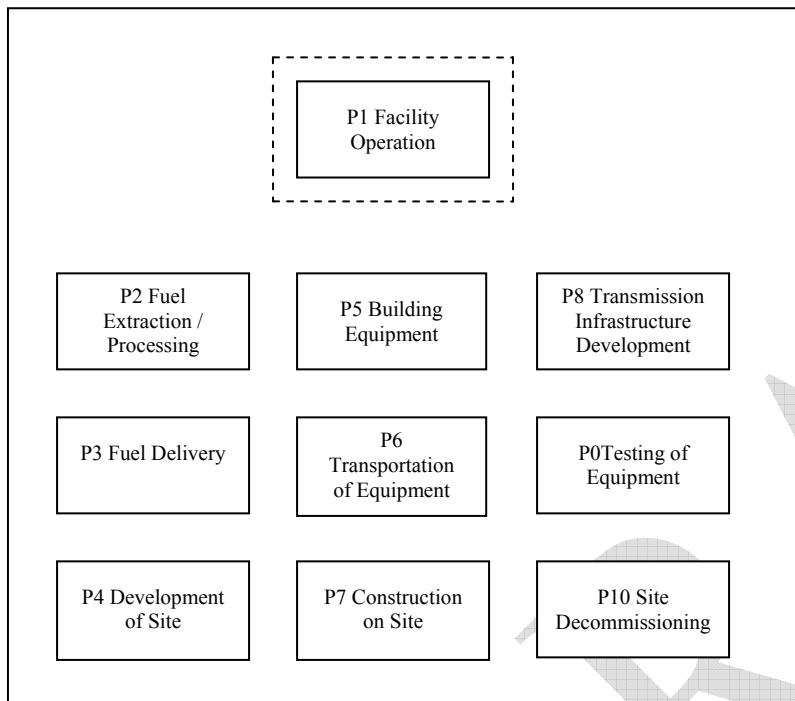 P1 Facility
Operation
P2 Fuel
Extraction /
Processing
P5 Building
Equipment
P8 Transmission
Infrastructure
Development
P3 Fuel Delivery
P6
Transportation
of Equipment
P0Testing of
Equipment
P4 Development
of Site
P7 Construction
on Site
P10 Site
Decommissioning